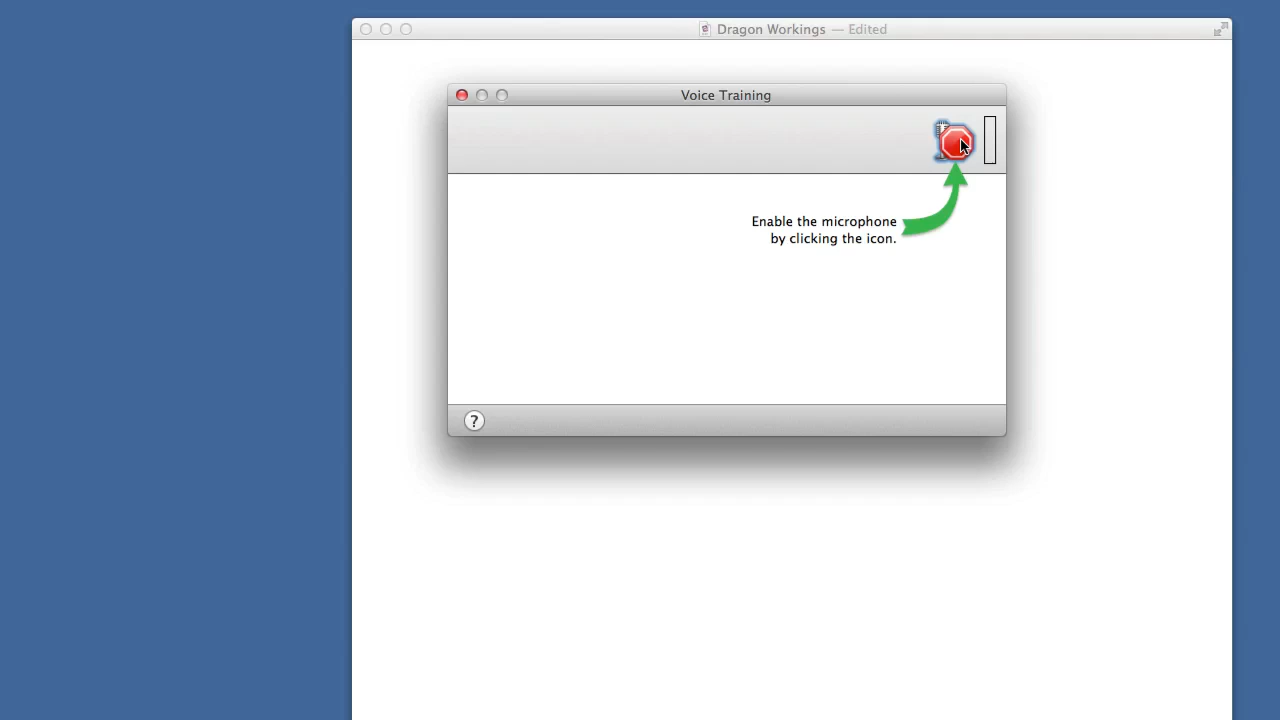 Dragon Workings — Edited
Voice Training
Enable the microphone
by clicking the icon.
?